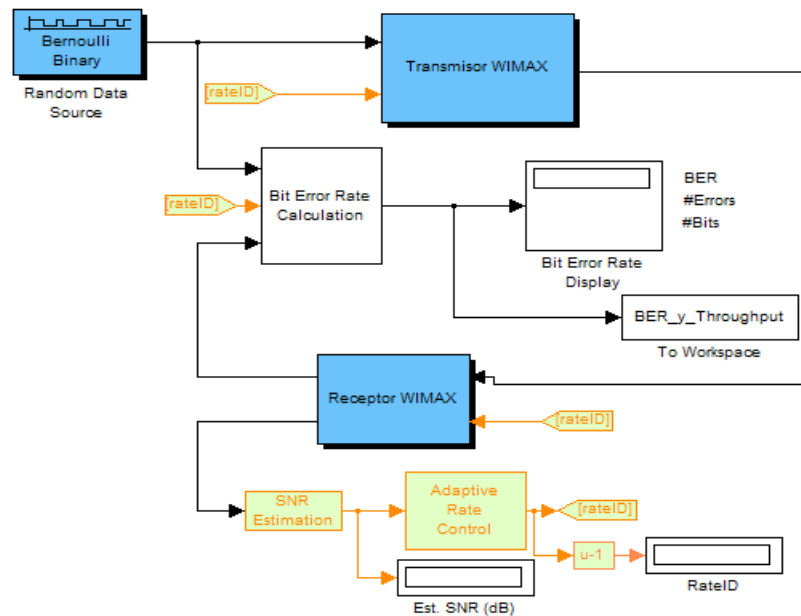 Bernoulli
Binary
Random Data
Source
Transmisor WIMAX
[rateID]
Bit Error Rate
Calculation
[rateID]
BER
#Errors
#Bits
Bit Error Rate
Display
BER_y_Throughput
To Workspace
Receptor WIMAX
[rateID]
SNR
Estimation
Adaptive
Rate
Control
[rateID]
u-1
RateID
Est. SNR (dB)